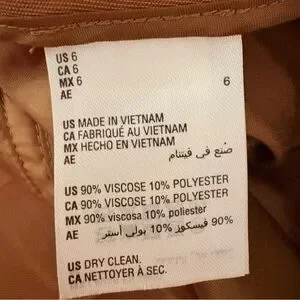 US 6
CA 6
MX 6
AE 6
US MADE IN VIETNAM
CA FABRIQUÉ AU VIETNAM
MX HECHO EN VIETNAM
AE صُنع في فيتنام
US 90% VISCOSE 10% POLYESTER
CA 90% VISCOSE 10% POLYESTER
MX 90% viscosa 10% poliester
AE 90% فيسكوز 10% بولي أستر
US DRY CLEAN.
CA NETTOYER À SEC.